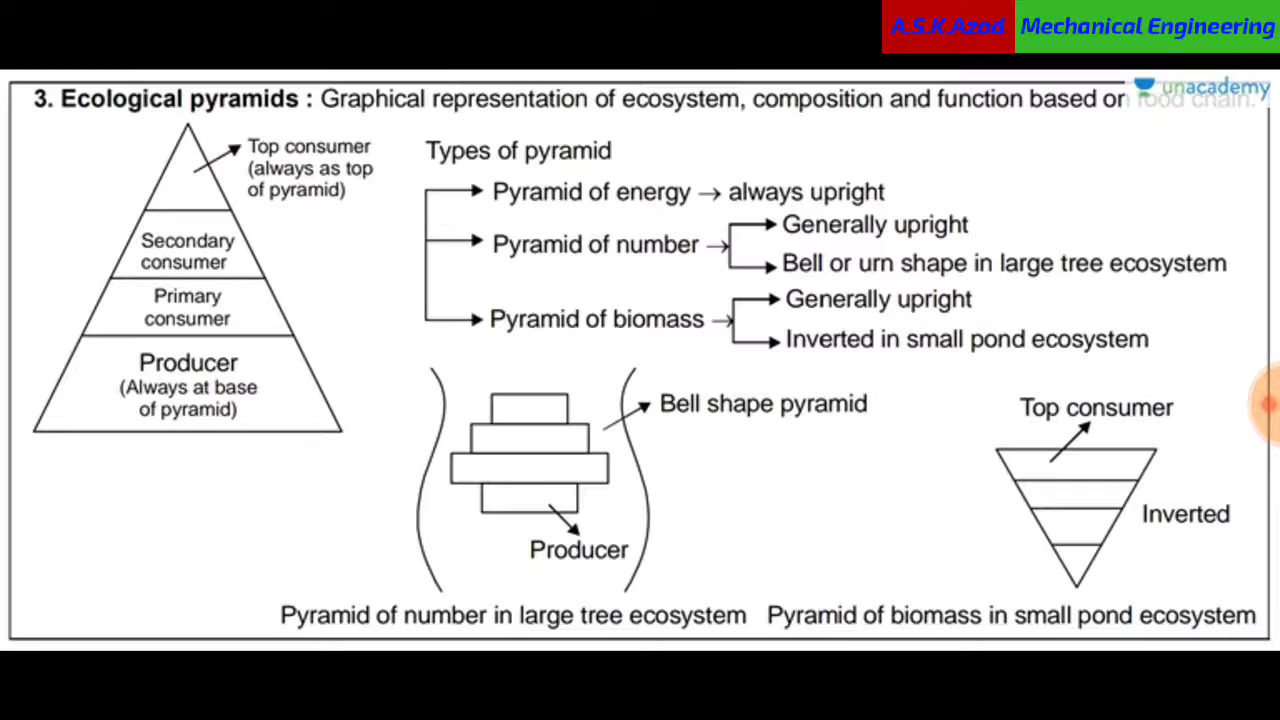 A.S.K.Azad Mechanical Engineering
unacademy
3. Ecological pyramids : Graphical representation of ecosystem, composition and function based on food chain.
Top consumer
(always as top
of pyramid)
Secondary
consumer
Primary
consumer
Producer
(Always at base
of pyramid)
Types of pyramid
Pyramid of energy → always upright
Pyramid of number →
Generally upright
Bell or urn shape in large tree ecosystem
Pyramid of biomass →
Generally upright
Inverted in small pond ecosystem
Bell shape pyramid
Producer
Pyramid of number in large tree ecosystem
Top consumer
Inverted
Pyramid of biomass in small pond ecosystem